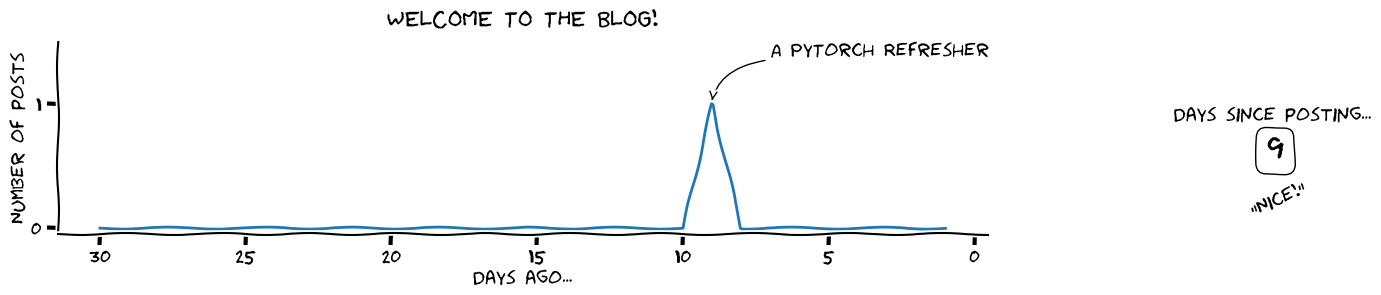 WELCOME TO THE BLOG!
A PYTORCH REFRESHER
NUMBER OF POSTS
1
0
30 25 20 15 10 5 0
DAYS AGO...
DAYS SINCE POSTING...
9
"NICE!"